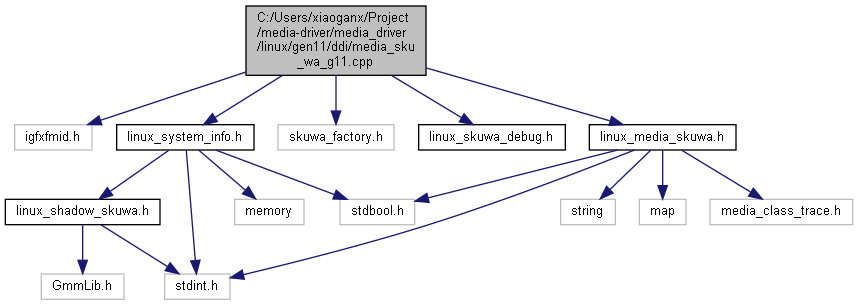 C:/Users/xiaoganx/Project
/media-driver/media_driver
/linux/gen11/ddi/media_sku
_wa_g11.cpp
igfxfmid.h
linux_system_info.h
skuwa_factory.h
linux_skuwa_debug.h
linux_media_skuwa.h
linux_shadow_skuwa.h
memory
stdbool.h
string
map
media_class_trace.h
GmmLib.h
stdint.h